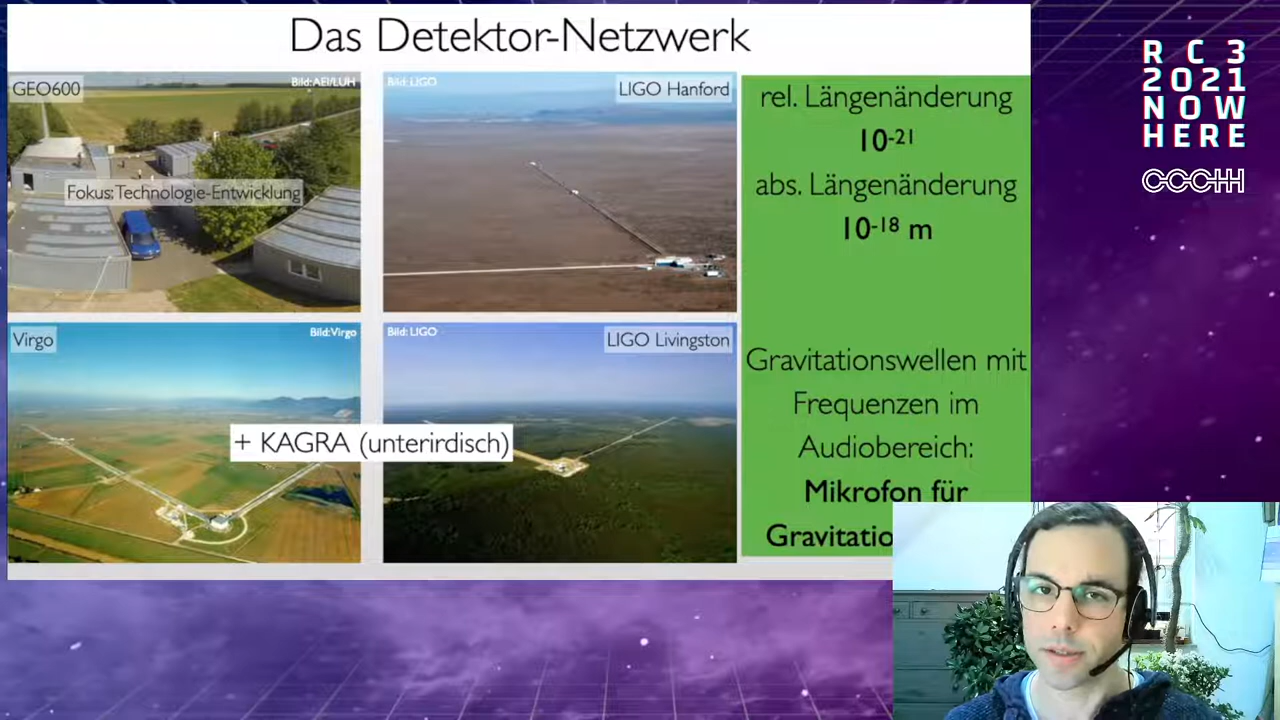 Das Detektor-Netzwerk
GEO600
Bild: AEI/LUH
Fokus: Technologie-Entwicklung
Bild: LIGO
LIGO Hanford
Virgo
Bild: Virgo
Bild: LIGO
LIGO Livingston
+ KAGRA (unterirdisch)
rel. Längenänderung
10⁻²¹
abs. Längenänderung
10⁻¹⁸ m
Gravitationswellen mit
Frequenzen im
Audiobereich:
Mikrofon für
Gravitatio
RC3
2021
NOW
HERE
CCCHH